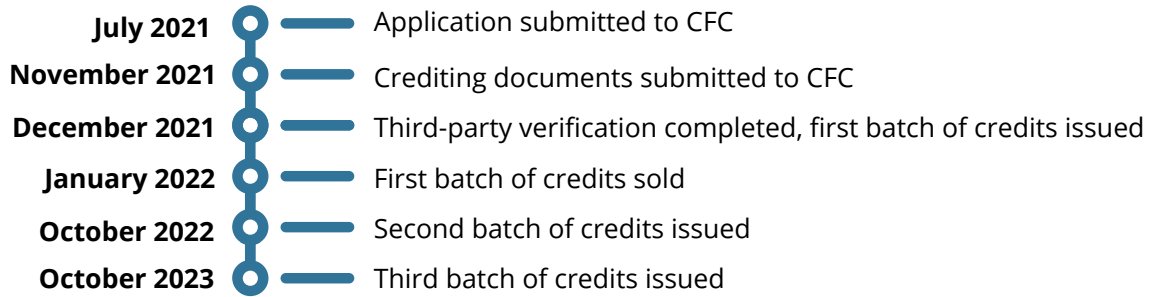 July 2021 Application submitted to CFC
November 2021 Crediting documents submitted to CFC
December 2021 Third-party verification completed, first batch of credits issued
January 2022 First batch of credits sold
October 2022 Second batch of credits issued
October 2023 Third batch of credits issued